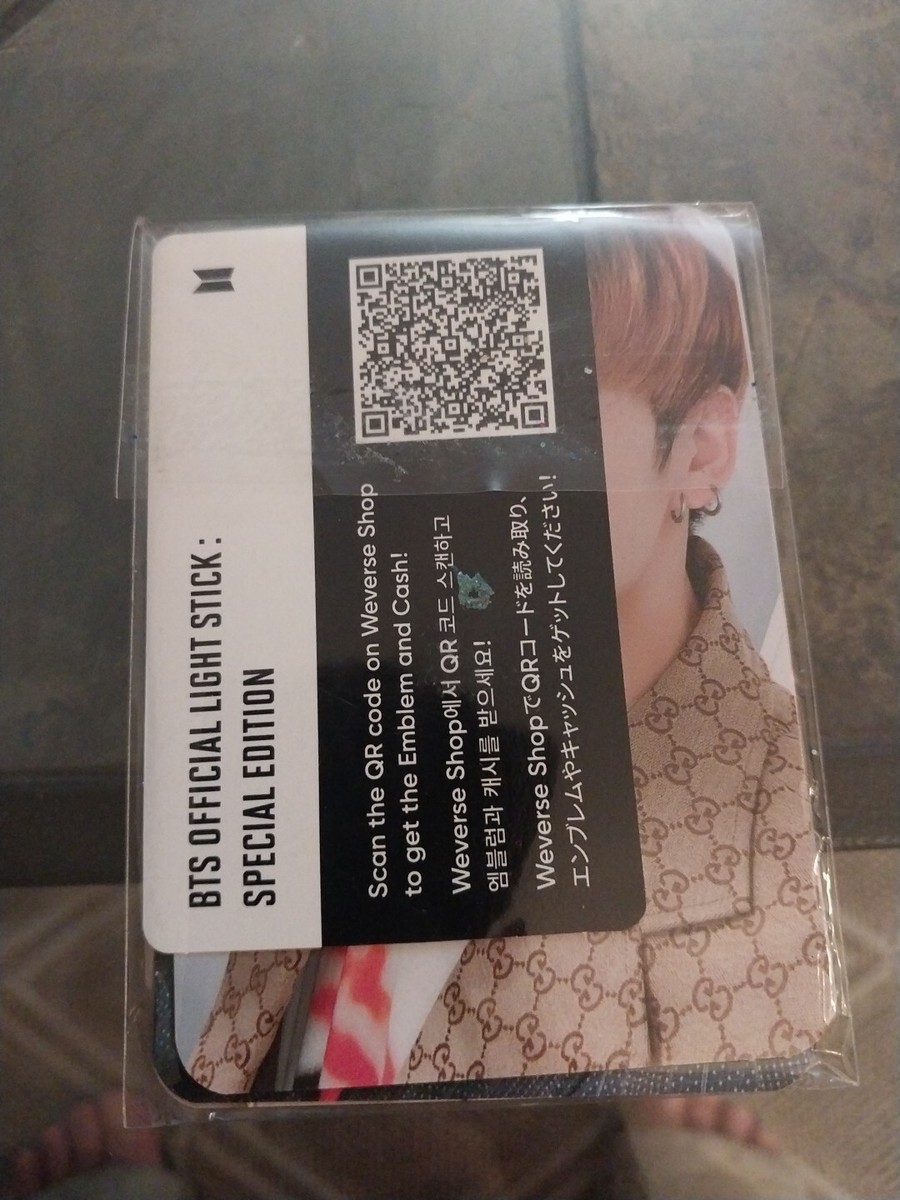 BTS OFFICIAL LIGHT STICK :
SPECIAL EDITION
Scan the QR code on Weverse Shop
to get the Emblem and Cash!
Weverse Shop에서 QR 코드 스캔하고
엠블럼과 캐시를 받으세요!
Weverse ShopでQRコードを読み取り、
エンブレムやキャッシュをゲットしてください!